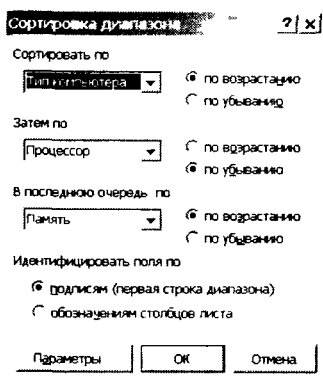 Сортировка диапазона
Сортировать по
Тип компьютера
по возрастанию
по убыванию
Затем по
Процессор
по возрастанию
по убыванию
В последнюю очередь по
Память
по возрастанию
по убыванию
Идентифицировать поля по
подписям (первая строка диапазона)
обозначениям столбцов листа
Параметры ОК Отмена